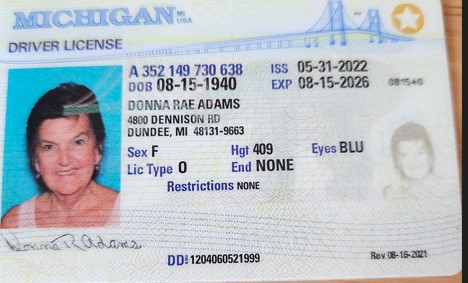 MICHIGAN MI USA
DRIVER LICENSE
A 352 149 730 638 ISS 05-31-2022
DOB 08-15-1940 EXP 08-15-2026 081540
DONNA RAE ADAMS
4800 DENNISON RD
DUNDEE, MI 48131-9663
Sex F Hgt 409 Eyes BLU
Lic Type O End NONE
Restrictions NONE
Donna R Adams
DD 1204060521999
Rev 08-16-2021